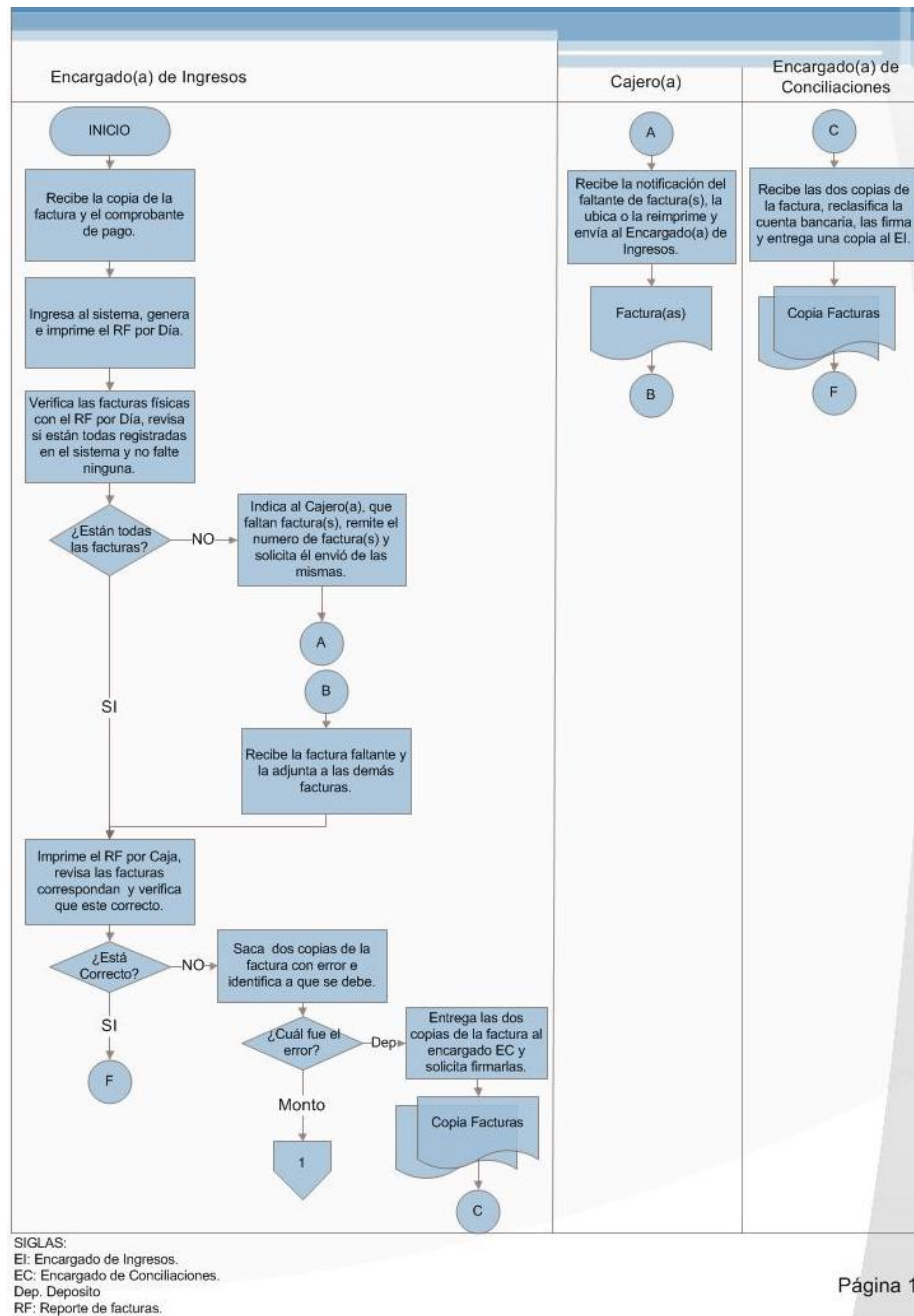 Encargado(a) de Ingresos
Cajero(a)
Encargado(a) de
Conciliaciones
INICIO
Recibe la copia de la
factura y el comprobante
de pago.
Ingresa al sistema, genera
e imprime el RF por Día.
Verifica las facturas físicas
con el RF por Día, revisa
si están todas registradas
en el sistema y no falte
ninguna.
¿Están todas
las facturas?
NO
Indica al Cajero(a), que
faltan factura(s), remite el
numero de factura(s) y
solicita él envió de las
mismas.
A
B
Recibe la factura faltante y
la adjunta a las demás
facturas.
SI
Imprime el RF por Caja,
revisa las facturas
correspondan y verifica
que este correcto.
¿Está
Correcto?
NO
Saca dos copias de la
factura con error e
identifica a que se debe.
SI
F
¿Cuál fue el
error?
Dep
Entrega las dos
copias de la factura al
encargado EC y
solicita firmarlas.
Monto
1
Copia Facturas
C
A
Recibe la notificación del
faltante de factura(s), la
ubica o la reimprime y
envía al Encargado(a) de
Ingresos.
Factura(as)
B
C
Recibe las dos copias de
la factura, reclasifica la
cuenta bancaria, las firma
y entrega una copia al EI.
Copia Facturas
F
SIGLAS:
EI: Encargado de Ingresos.
EC: Encargado de Conciliaciones.
Dep. Deposito
RF: Reporte de facturas.
Página 1